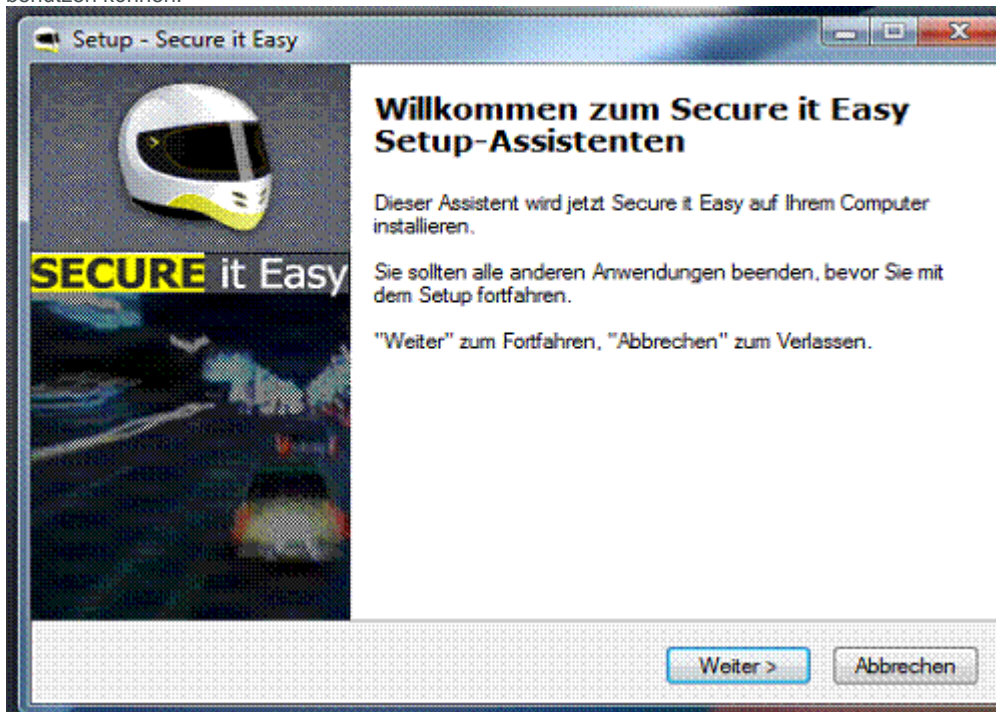 benutzen können.
Setup - Secure it Easy
Willkommen zum Secure it Easy
Setup-Assistenten
Dieser Assistent wird jetzt Secure it Easy auf Ihrem Computer
installieren.
Sie sollten alle anderen Anwendungen beenden, bevor Sie mit
dem Setup fortfahren.
"Weiter" zum Fortfahren, "Abbrechen" zum Verlassen.
SECURE it Easy
Weiter >
Abbrechen